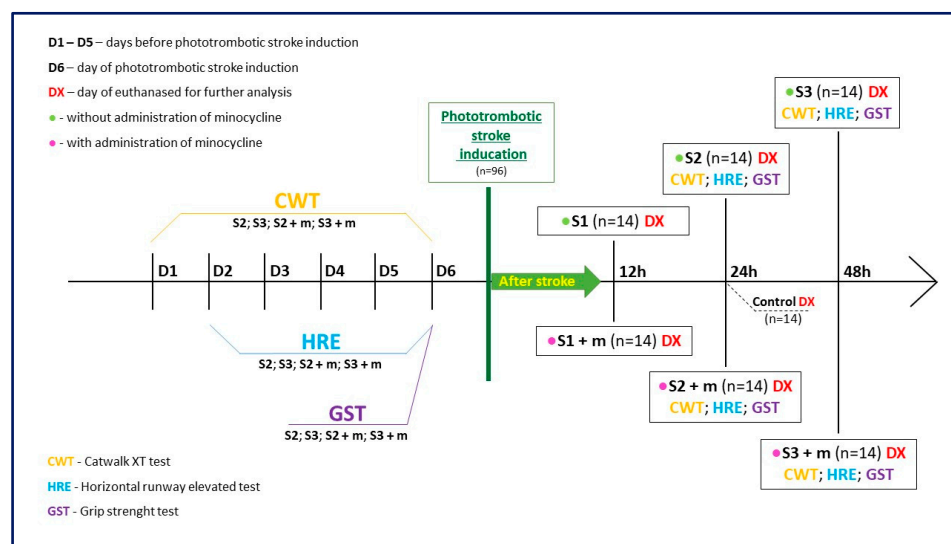 D1 – D5 – days before phototrombotic stroke induction
D6 – day of phototrombotic stroke induction
DX – day of euthanased for further analysis
- without administration of minocycline
- with administration of minocycline
Phototrombotic
stroke
inducation
(n=96)
S3 (n=14) DX
CWT; HRE; GST
S2 (n=14) DX
CWT; HRE; GST
S1 (n=14) DX
CWT
S2; S3; S2 + m; S3 + m
D1
D2
D3
D4
D5
D6
After stroke
12h
24h
48h
Control DX
(n=14)
HRE
S2; S3; S2 + m; S3 + m
GST
S2; S3; S2 + m; S3 + m
S1 + m (n=14) DX
S2 + m (n=14) DX
CWT; HRE; GST
S3 + m (n=14) DX
CWT; HRE; GST
CWT - Catwalk XT test
HRE - Horizontal runway elevated test
GST - Grip strenght test